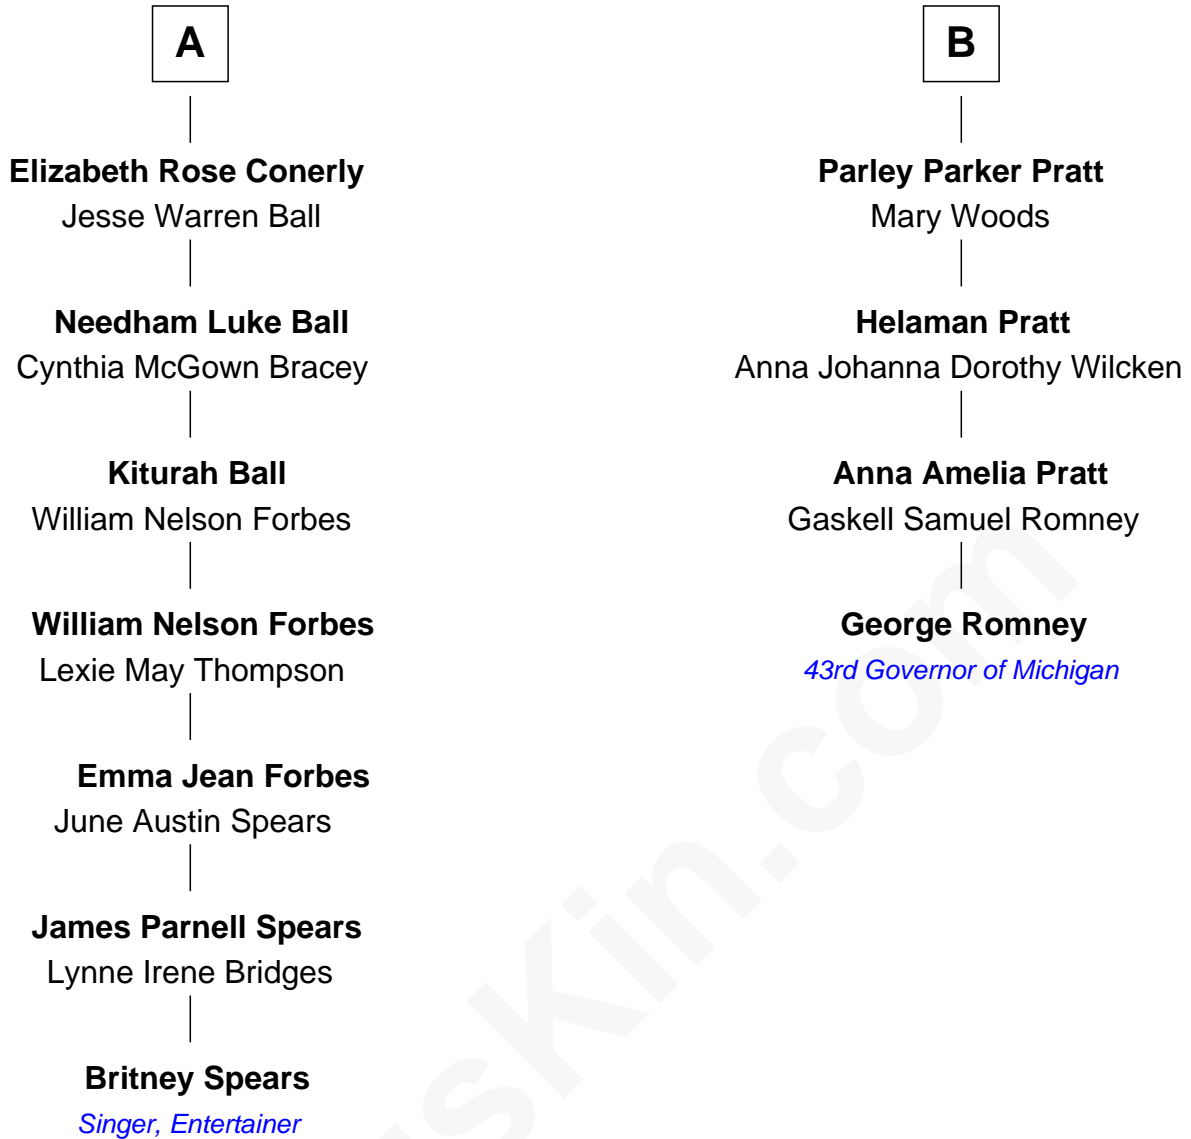 A
Elizabeth Rose Conerly
Jesse Warren Ball
Needham Luke Ball
Cynthia McGown Bracey
Kiturah Ball
William Nelson Forbes
William Nelson Forbes
Lexie May Thompson
Emma Jean Forbes
June Austin Spears
James Parnell Spears
Lynne Irene Bridges
Britney Spears
Singer, Entertainer
B
Parley Parker Pratt
Mary Woods
Helaman Pratt
Anna Johanna Dorothy Wilcken
Anna Amelia Pratt
Gaskell Samuel Romney
George Romney
43rd Governor of Michigan
usKin.com